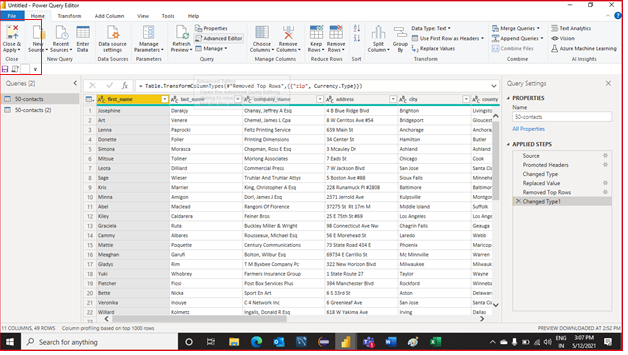 Untitled - Power Query Editor
File Home Transform Add Column View Tools Help
Close & Apply New Source Recent Sources Enter Data Data source settings Manage Parameters Refresh Preview Properties Advanced Editor Manage Choose Columns Remove Columns Keep Rows Remove Rows Split Column Group By Data Type: Text Use First Row as Headers Replace Values Merge Queries Append Queries Combine Files Text Analytics Vision Azure Machine Learning
Close New Query Data Sources Parameters Query Manage Columns Reduce Rows Sort Transform Combine AI Insights
Queries [2]
50-contacts
50-contacts (2)
= Table.TransformColumnTypes(#"Removed Top Rows",{{"zip", Currency.Type}})
first_name last_name company_name address city county
1 Josephine Darakjy Chanay, Jeffrey A Esq 4 B Blue Ridge Blvd Brighton
2 Art Venere Chemel, James L Cpa 8 W Cerritos Ave #54 Bridgeport
3 Lenna Paprocki Feltz Printing Service 639 Main St Anchorage
4 Donette Foller Printing Dimensions 34 Center St Hamilton
5 Simona Morasca Chapman, Ross E Esq 3 Mcauley Dr Ashland
6 Mitsue Tollner Morlong Associates 7 Eads St Chicago Cook
7 Leota Dilliard Commercial Press 7 W Jackson Blvd San Jose
8 Sage Wieser Truhlar And Truhlar Attys 5 Boston Ave #88 Sioux Falls
9 Kris Marrier King, Christopher A Esq 228 Runamuck Pl #2808 Baltimore
10 Minna Amigon Dorl, James J Esq 2371 Jerrold Ave Kulpsville
11 Abel Maclead Rangoni Of Florence 37275 St Rt 17m M Middle Island Suffolk
12 Kiley Caldarera Feiner Bros 25 E 75th St #69 Los Angeles
13 Graciela Ruta Buckley Miller & Wright 98 Connecticut Ave Nw Chagrin Falls Geauga
14 Cammy Albares Rousseaux, Michael Esq 56 E Morehead St Laredo Webb
15 Mattie Poquette Century Communications 73 State Road 434 E Phoenix
16 Meaghan Garufi Bolton, Wilbur Esq 69734 E Carrillo St Mc Minnville Warren
17 Gladys Rim T M Byxbee Company Pc 322 New Horizon Blvd Milwaukee
18 Yuki Whobrey Farmers Insurance Group 1 State Route 27 Taylor Wayne
19 Fletcher Flosi Post Box Services Plus 394 Manchester Blvd Rockford
20 Bette Nicka Sport En Art 6 S 33rd St Aston
21 Veronika Inouye C 4 Network Inc 6 Greenleaf Ave San Jose
22 Willard Kolmetz Ingalls, Donald R Esq 618 W Yakima Ave Irving Dallas
Query Settings
PROPERTIES
Name
50-contacts
All Properties
APPLIED STEPS
Source
Promoted Headers
Changed Type
Replaced Value
Removed Top Rows
Changed Type1
11 COLUMNS, 49 ROWS Column profiling based on top 1000 rows PREVIEW DOWNLOADED AT 2:52 PM
Type here to search
ENG
IN
3:07 PM
5/12/2021